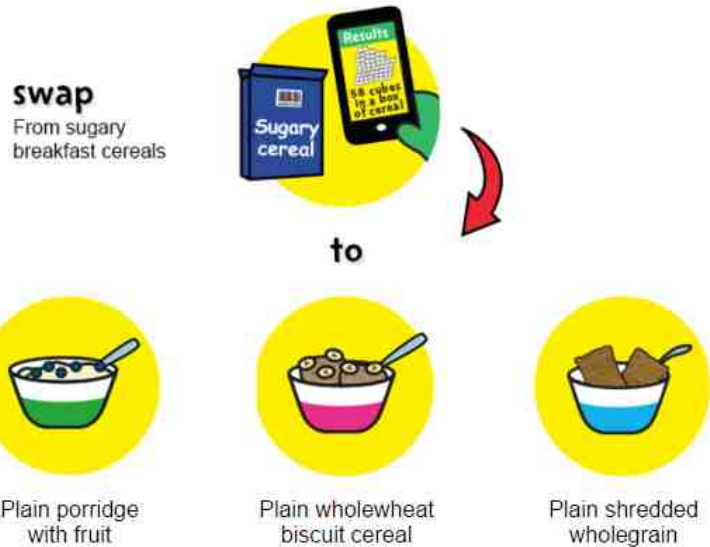 swap
From sugary
breakfast cereals
Sugary
cereal
Results
58 cubes
in a box
of cereal
to
Plain porridge
with fruit
Plain wholewheat
biscuit cereal
Plain shredded
wholegrain